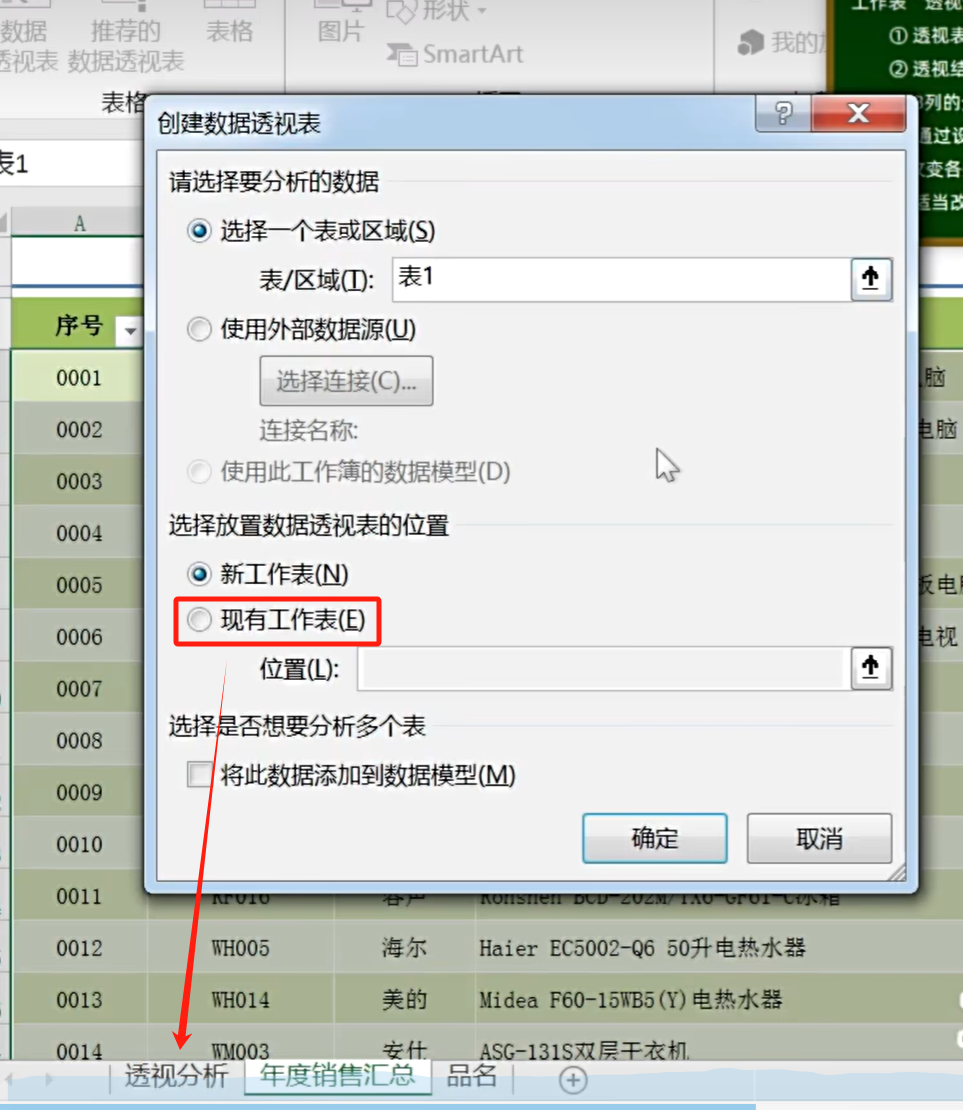 数据
推荐的
表格
图片
形状
工作表
透视
透视表
数据透视表
SmartArt
我的
① 透视表
② 透视结
表格
列的
通过设
变各
适当改
创建数据透视表
表1
请选择要分析的数据
A
选择一个表或区域(S)
表/区域(T):
表1
序号
使用外部数据源(U)
0001
选择连接(C)...
脑
0002
连接名称:
电脑
0003
使用此工作簿的数据模型(D)
0004
选择放置数据透视表的位置
0005
新工作表(N)
板电脑
0006
现有工作表(E)
电视
0007
位置(L):
0008
选择是否想要分析多个表
0009
将此数据添加到数据模型(M)
0010
确定
取消
0011 RF016 容声 Ronshen BCD-202M/TX6-GF61-C冰箱
0012 WH005 海尔 Haier EC5002-Q6 50升电热水器
0013 WH014 美的 Midea F60-15WB5(Y)电热水器
0014 WM003 安仕 ASG-131S双层干衣机
透视分析 年度销售汇总 品名